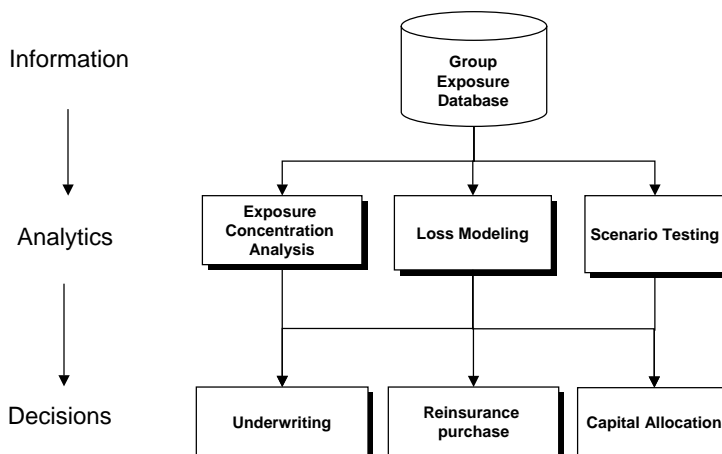 Information
Group
Exposure
Database
Analytics
Exposure
Concentration
Analysis
Loss Modeling
Scenario Testing
Decisions
Underwriting
Reinsurance
purchase
Capital Allocation